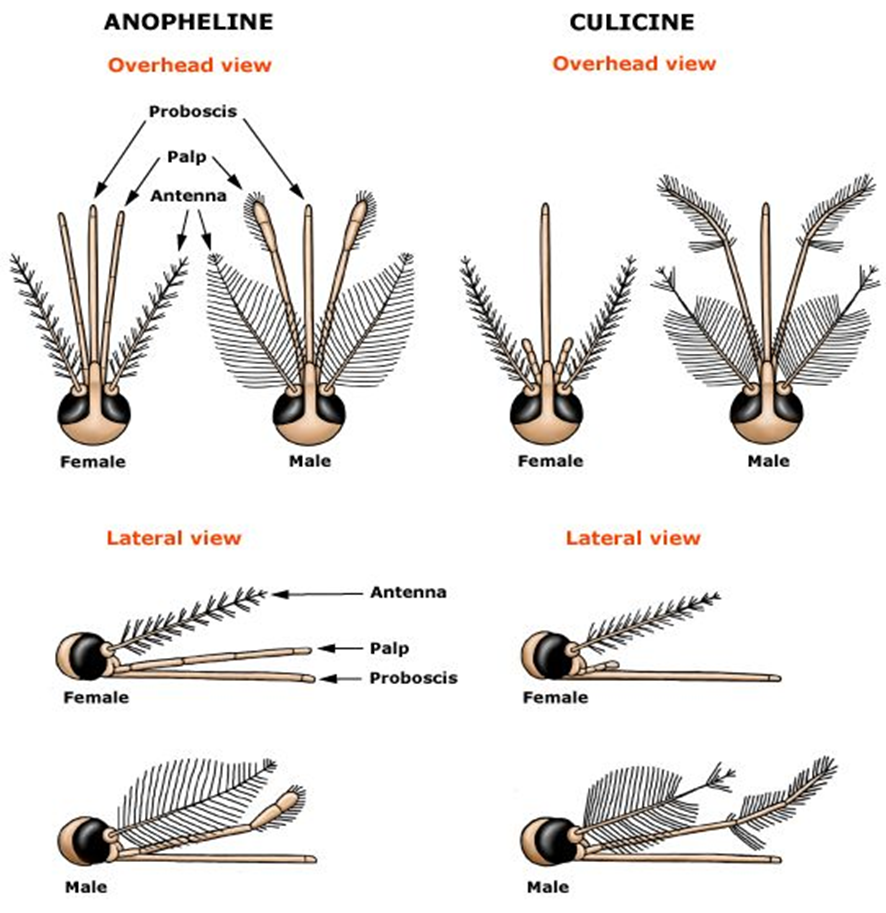 ANOPHELINE
CULICINE
Overhead view
Overhead view
Proboscis
Palp
Antenna
Female
Male
Female
Male
Lateral view
Lateral view
Antenna
Palp
Proboscis
Female
Female
Male
Male